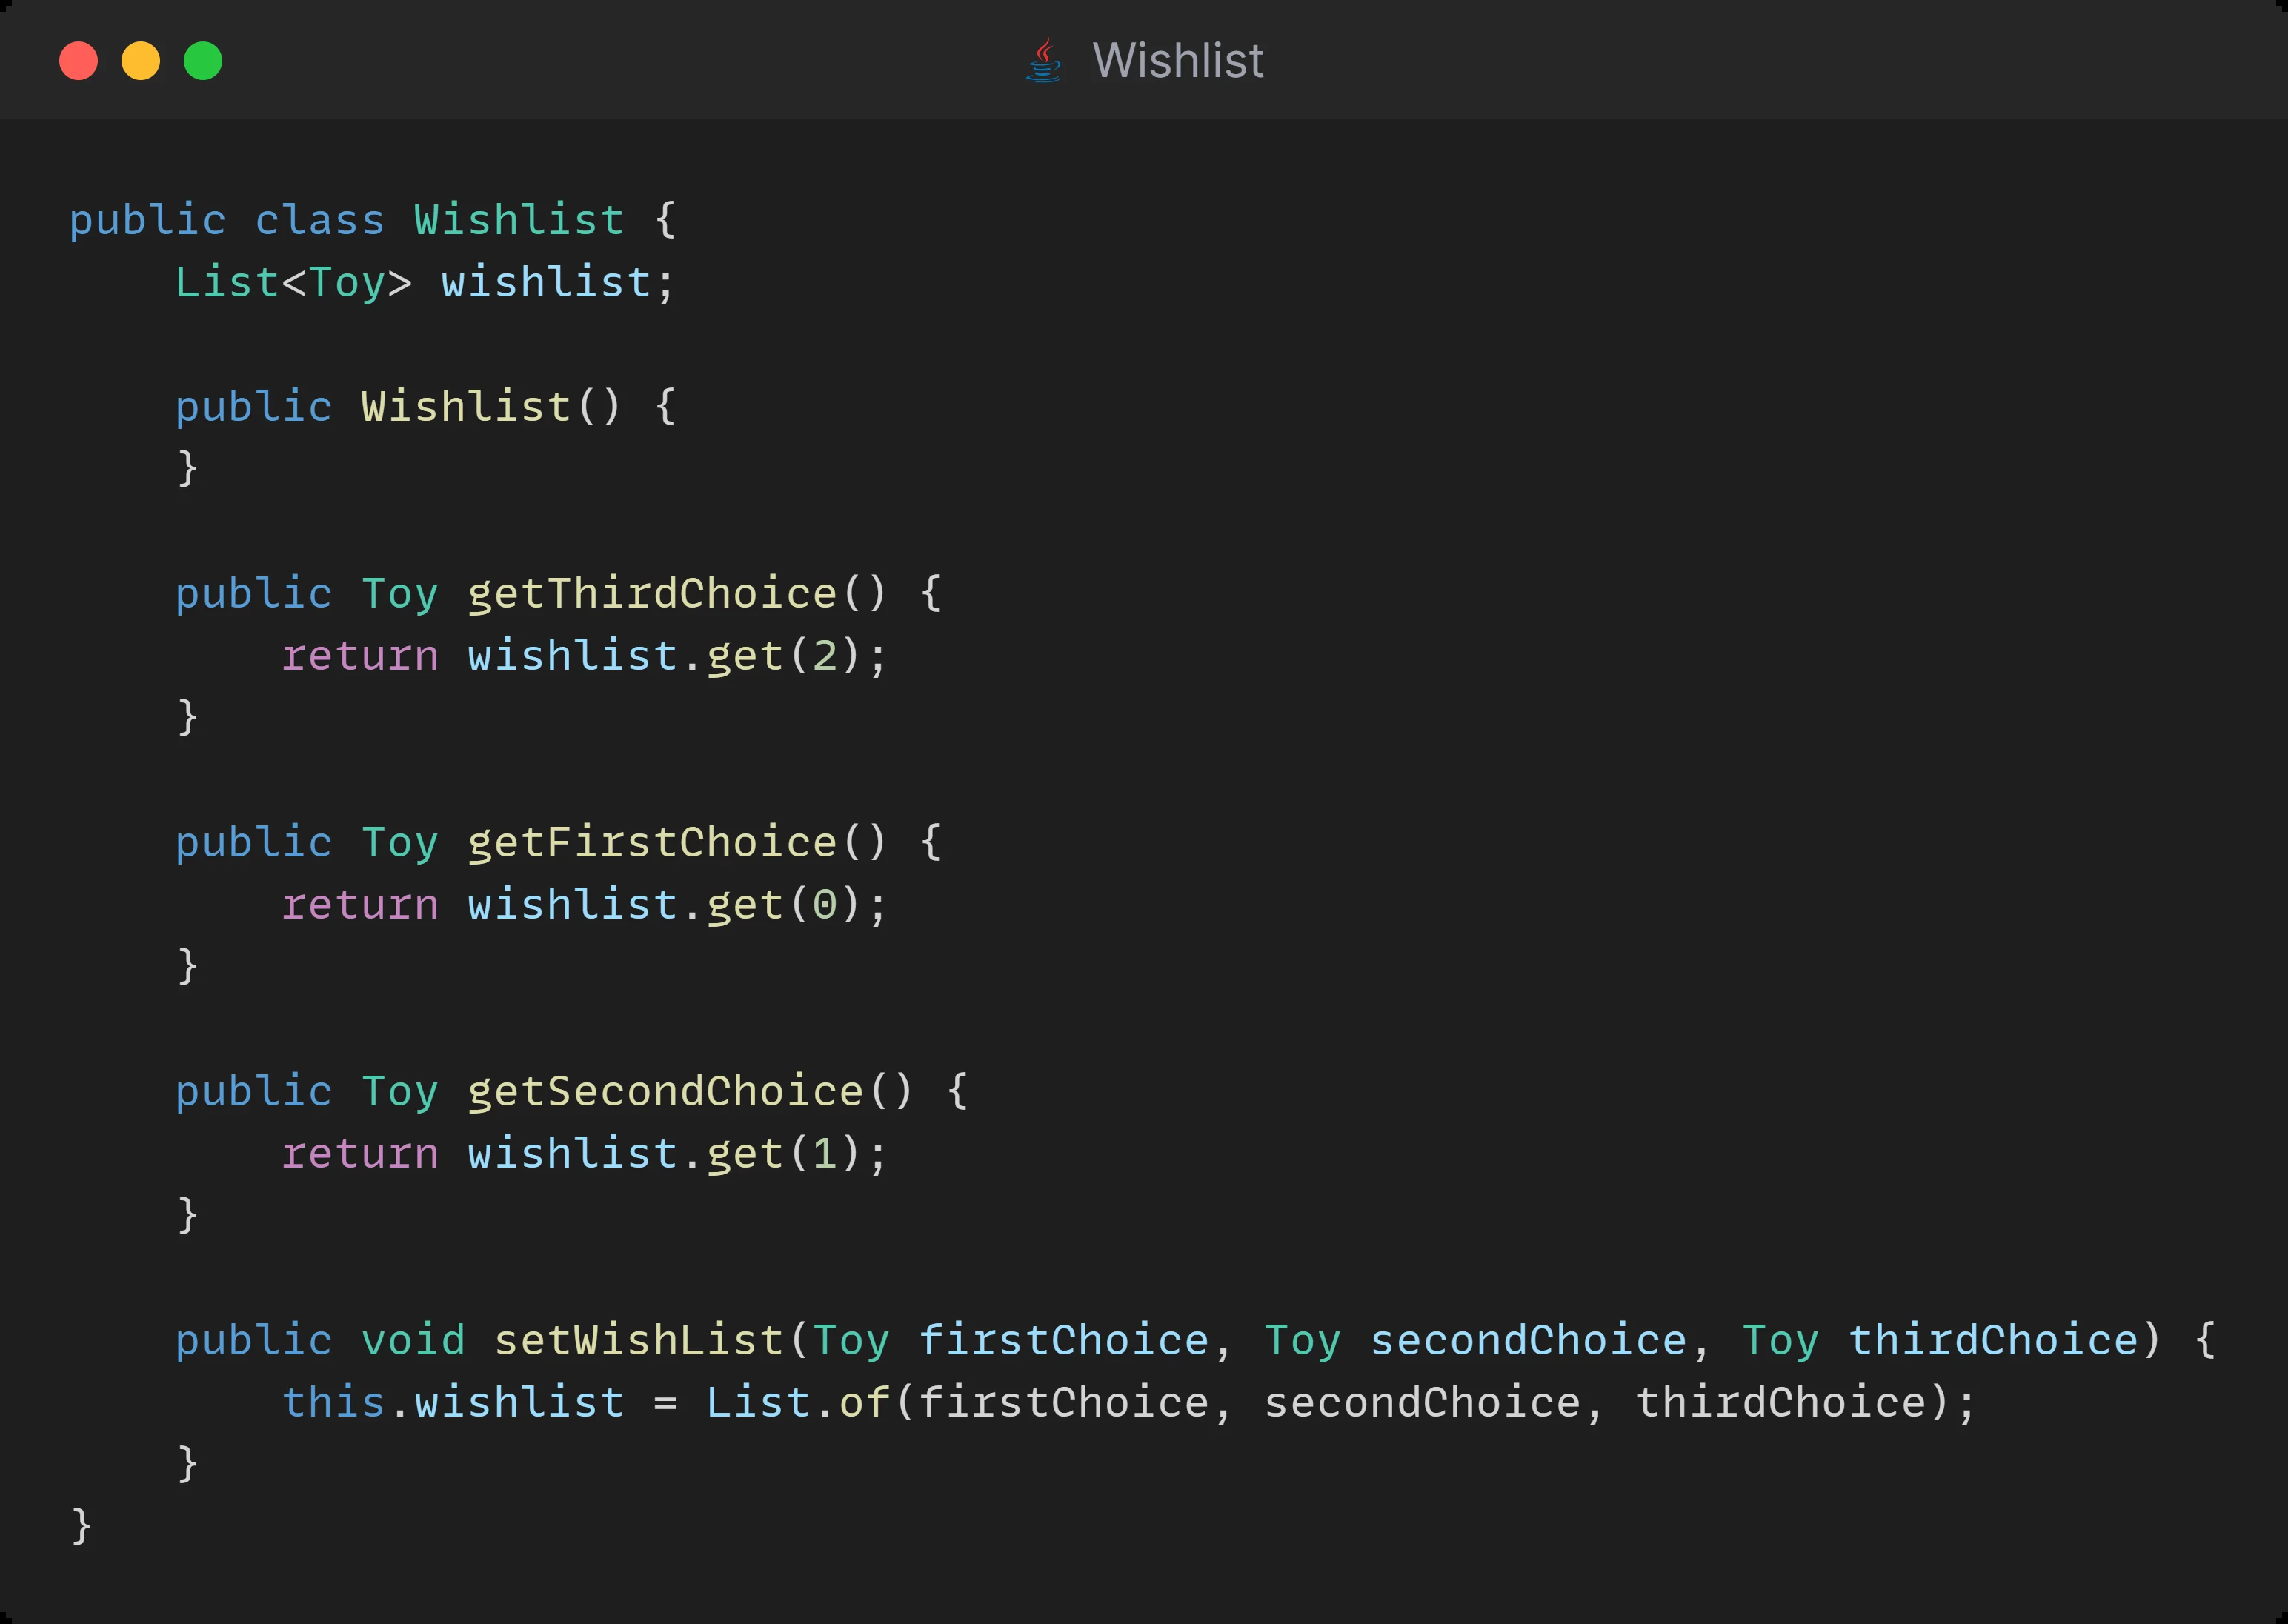 Wishlist
public class Wishlist {
    List<Toy> wishlist;

    public Wishlist() {
    }

    public Toy getThirdChoice() {
        return wishlist.get(2);
    }

    public Toy getFirstChoice() {
        return wishlist.get(0);
    }

    public Toy getSecondChoice() {
        return wishlist.get(1);
    }

    public void setWishList(Toy firstChoice, Toy secondChoice, Toy thirdChoice) {
        this.wishlist = List.of(firstChoice, secondChoice, thirdChoice);
    }
}